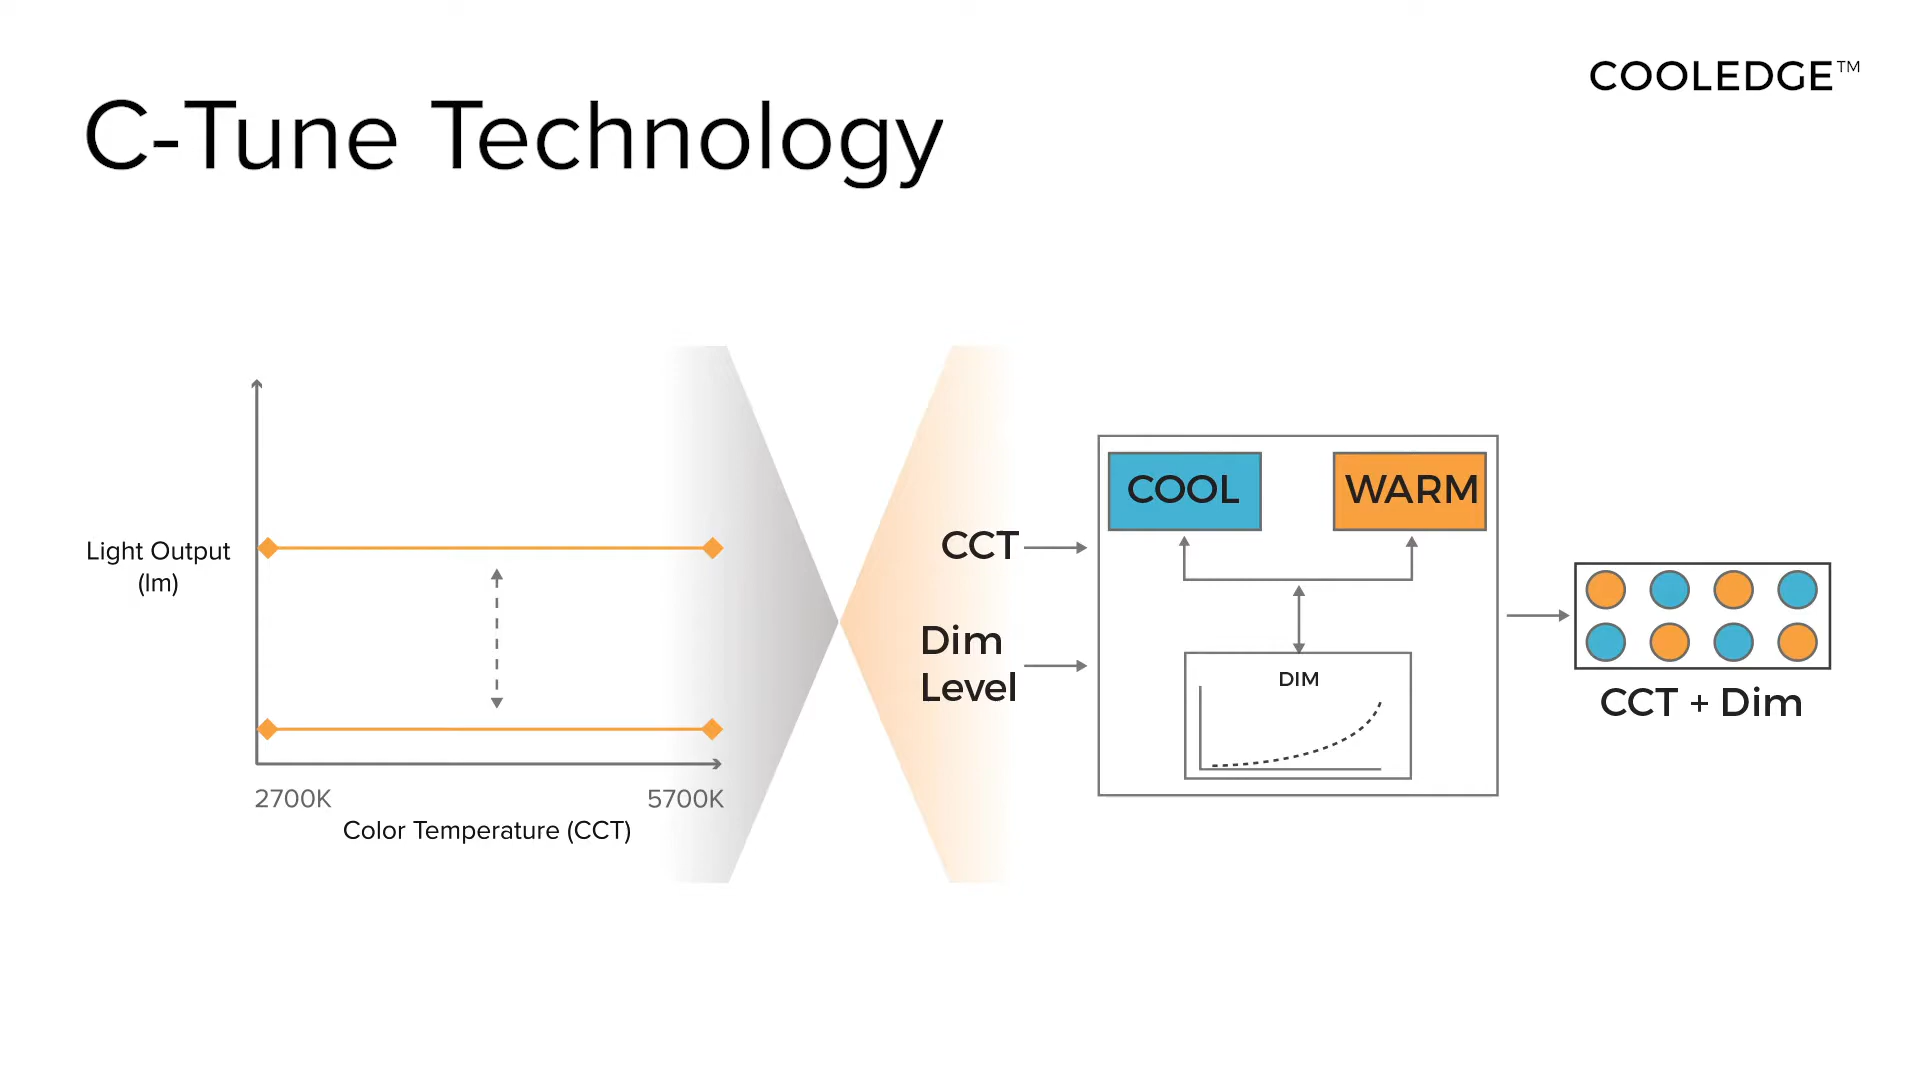 COOLEDGE™
C-Tune Technology
Light Output
(lm)
2700K
5700K
Color Temperature (CCT)
CCT
Dim
Level
COOL
WARM
DIM
CCT + Dim